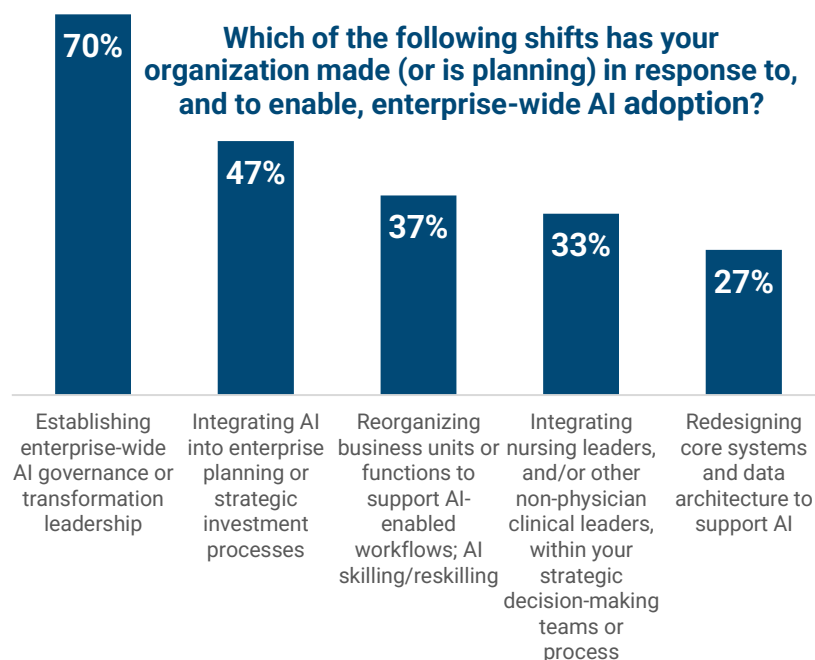 Which of the following shifts has your
organization made (or is planning) in response to,
and to enable, enterprise-wide AI adoption?
70%
47%
37%
33%
27%
Establishing
enterprise-wide
AI governance or
transformation
leadership
Integrating AI
into enterprise
planning or
strategic
investment
processes
Reorganizing
business units or
functions to
support AI-
enabled
workflows; AI
skilling/reskilling
Integrating
nursing leaders,
and/or other
non-physician
clinical leaders,
within your
strategic
decision-making
teams or
process
Redesigning
core systems
and data
architecture to
support AI